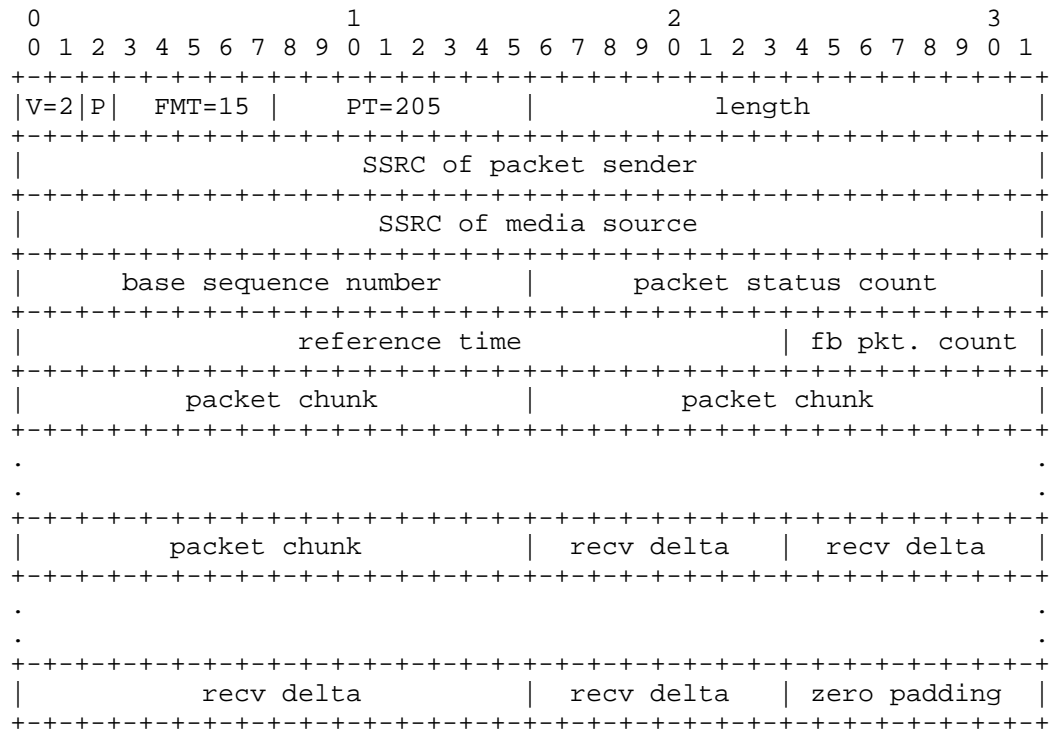 0                   1                   2                   3
 0 1 2 3 4 5 6 7 8 9 0 1 2 3 4 5 6 7 8 9 0 1 2 3 4 5 6 7 8 9 0 1
+-+-+-+-+-+-+-+-+-+-+-+-+-+-+-+-+-+-+-+-+-+-+-+-+-+-+-+-+-+-+-+-+
|V=2|P|  FMT=15 |    PT=205     |           length              |
+-+-+-+-+-+-+-+-+-+-+-+-+-+-+-+-+-+-+-+-+-+-+-+-+-+-+-+-+-+-+-+-+
|                     SSRC of packet sender                     |
+-+-+-+-+-+-+-+-+-+-+-+-+-+-+-+-+-+-+-+-+-+-+-+-+-+-+-+-+-+-+-+-+
|                      SSRC of media source                     |
+-+-+-+-+-+-+-+-+-+-+-+-+-+-+-+-+-+-+-+-+-+-+-+-+-+-+-+-+-+-+-+-+
|      base sequence number     |      packet status count      |
+-+-+-+-+-+-+-+-+-+-+-+-+-+-+-+-+-+-+-+-+-+-+-+-+-+-+-+-+-+-+-+-+
|                 reference time                | fb pkt. count |
+-+-+-+-+-+-+-+-+-+-+-+-+-+-+-+-+-+-+-+-+-+-+-+-+-+-+-+-+-+-+-+-+
|          packet chunk         |         packet chunk          |
+-+-+-+-+-+-+-+-+-+-+-+-+-+-+-+-+-+-+-+-+-+-+-+-+-+-+-+-+-+-+-+-+
.                                                               .
.                                                               .
+-+-+-+-+-+-+-+-+-+-+-+-+-+-+-+-+-+-+-+-+-+-+-+-+-+-+-+-+-+-+-+-+
|         packet chunk          |  recv delta   |  recv delta   |
+-+-+-+-+-+-+-+-+-+-+-+-+-+-+-+-+-+-+-+-+-+-+-+-+-+-+-+-+-+-+-+-+
.                                                               .
.                                                               .
+-+-+-+-+-+-+-+-+-+-+-+-+-+-+-+-+-+-+-+-+-+-+-+-+-+-+-+-+-+-+-+-+
|           recv delta          |  recv delta   | zero padding  |
+-+-+-+-+-+-+-+-+-+-+-+-+-+-+-+-+-+-+-+-+-+-+-+-+-+-+-+-+-+-+-+-+